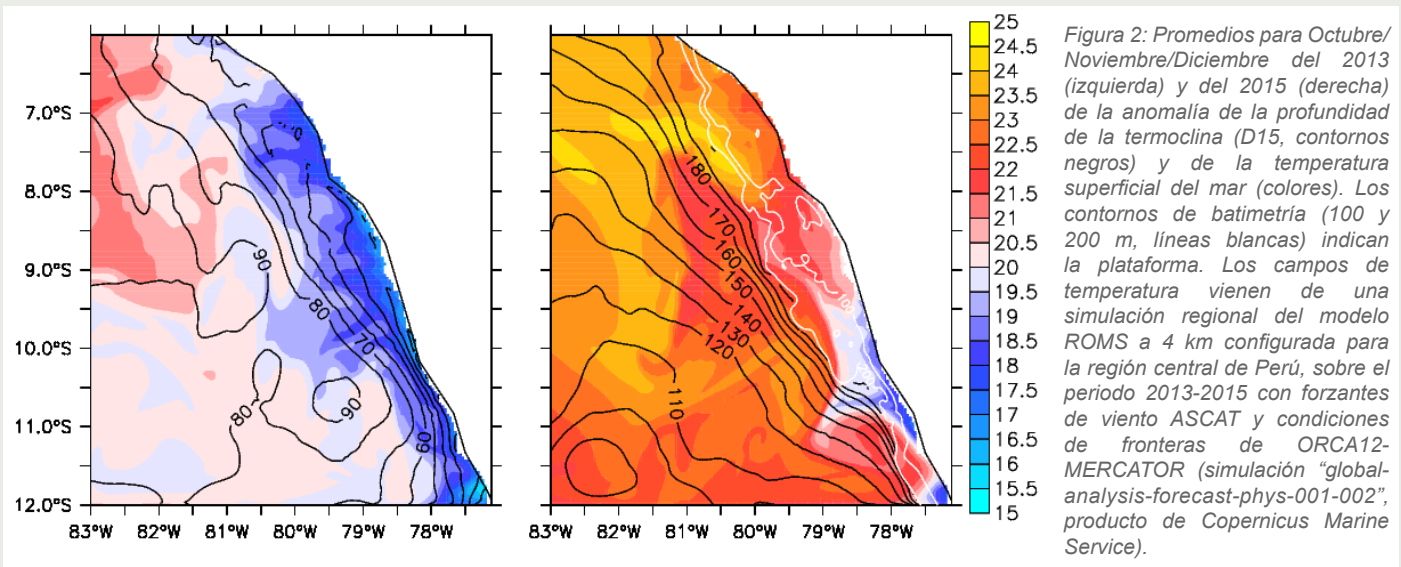 7.0°S
8.0°S
9.0°S
10.0°S
11.0°S
12.0°S
83°W 82°W 81°W 80°W 79°W 78°W
90
80
70
80
90
60
83°W 82°W 81°W 80°W 79°W 78°W
180
170
160
150
140
130
120
110
25
24.5
24
23.5
23
22.5
22
21.5
21
20.5
20
19.5
19
18.5
18
17.5
17
16.5
16
15.5
15
Figura 2: Promedios para Octubre/
Noviembre/Diciembre del 2013
(izquierda) y del 2015 (derecha)
de la anomalía de la profundidad
de la termoclina (D15, contornos
negros) y de la temperatura
superficial del mar (colores). Los
contornos de batimetría (100 y
200 m, líneas blancas) indican
la plataforma. Los campos de
temperatura vienen de una
simulación regional del modelo
ROMS a 4 km configurada para
la región central de Perú, sobre el
periodo 2013-2015 con forzantes
de viento ASCAT y condiciones
de fronteras de ORCA12-
MERCATOR (simulación “global-
analysis-forecast-phys-001-002”,
producto de Copernicus Marine
Service).